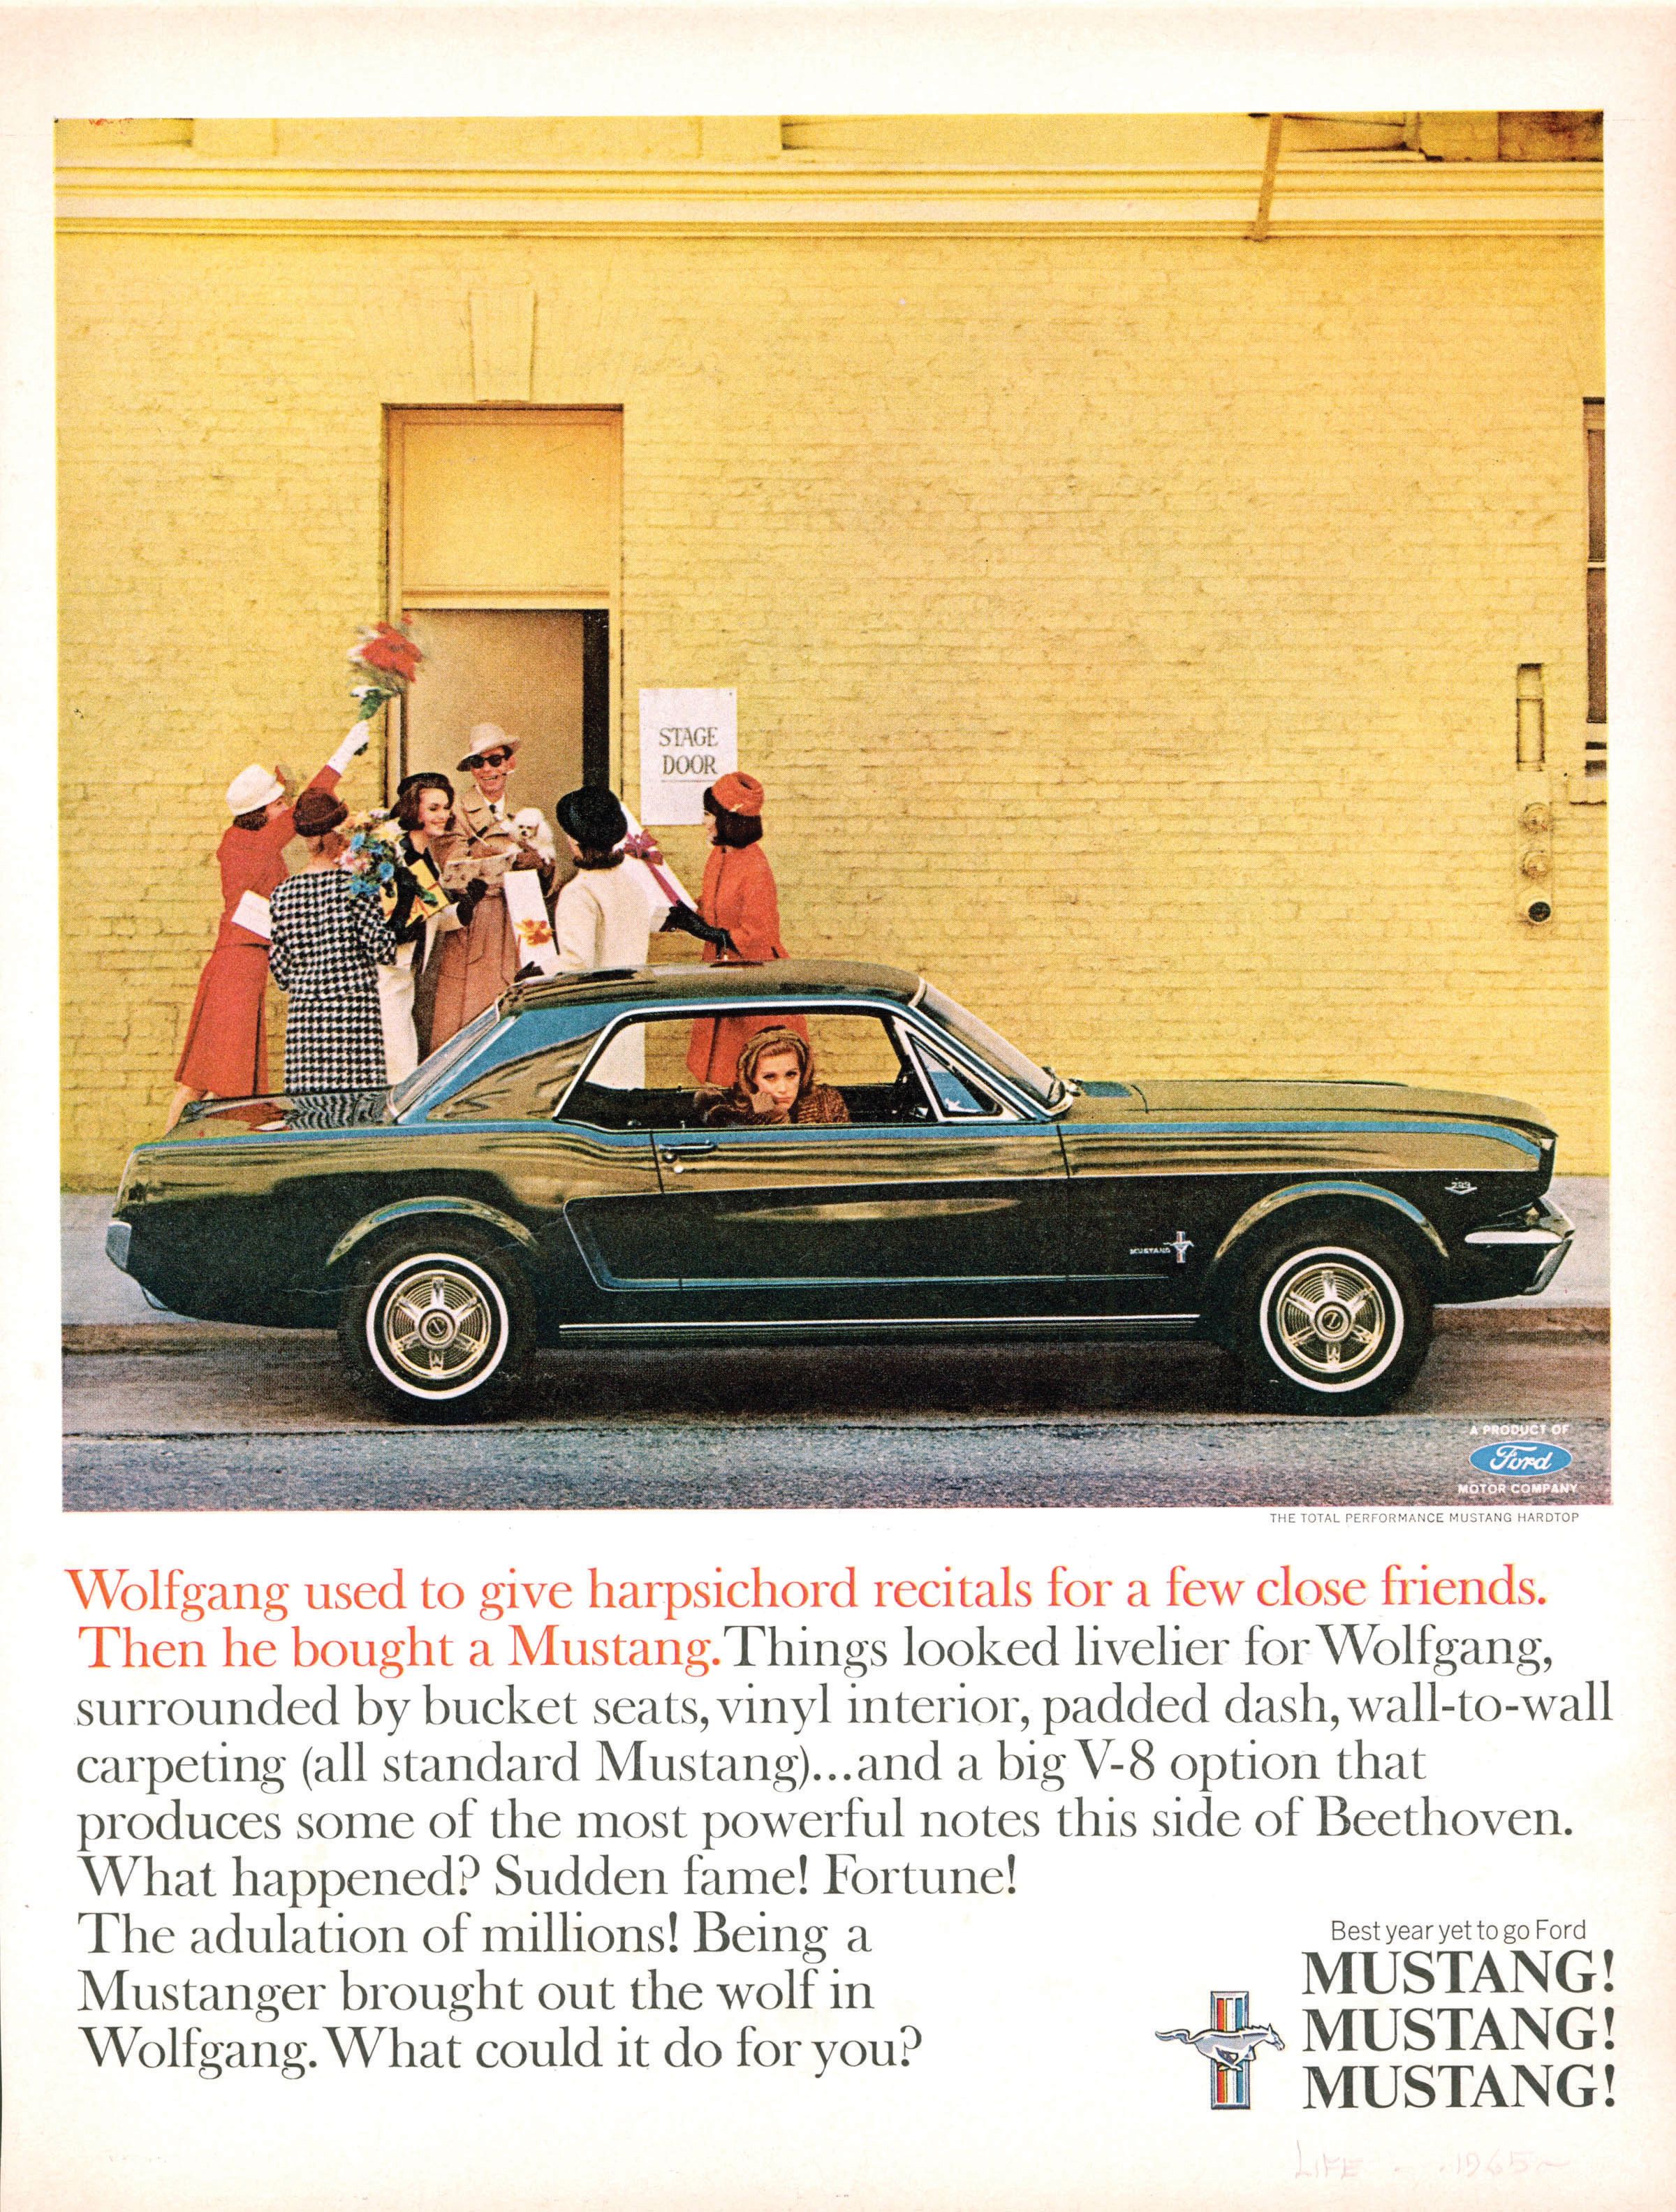 STAGE
DOOR
289
MUSTANG
A PRODUCT OF
Ford
MOTOR COMPANY
THE TOTAL PERFORMANCE MUSTANG HARDTOP
Wolfgang used to give harpsichord recitals for a few close friends.
Then he bought a Mustang. Things looked livelier for Wolfgang,
surrounded by bucket seats, vinyl interior, padded dash, wall-to-wall
carpeting (all standard Mustang)...and a big V-8 option that
produces some of the most powerful notes this side of Beethoven.
What happened? Sudden fame! Fortune!
The adulation of millions! Being a
Mustanger brought out the wolf in
Wolfgang. What could it do for you?
Best year yet to go Ford
MUSTANG!
MUSTANG!
MUSTANG!
LIFE - 1965